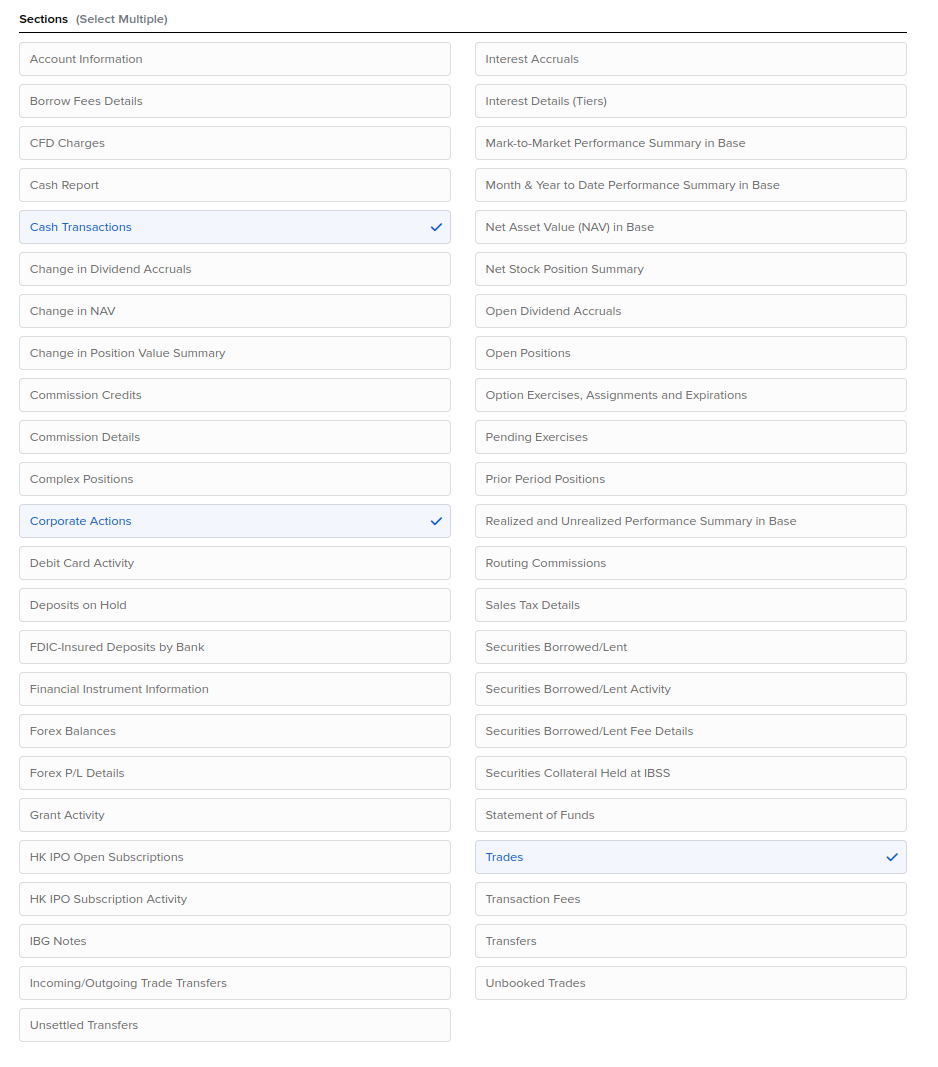 Sections (Select Multiple)
Account Information
Interest Accruals
Borrow Fees Details
Interest Details (Tiers)
CFD Charges
Mark-to-Market Performance Summary in Base
Cash Report
Month & Year to Date Performance Summary in Base
Cash Transactions
Net Asset Value (NAV) in Base
Change in Dividend Accruals
Net Stock Position Summary
Change in NAV
Open Dividend Accruals
Change in Position Value Summary
Open Positions
Commission Credits
Option Exercises, Assignments and Expirations
Commission Details
Pending Exercises
Complex Positions
Prior Period Positions
Corporate Actions
Realized and Unrealized Performance Summary in Base
Debit Card Activity
Routing Commissions
Deposits on Hold
Sales Tax Details
FDIC-Insured Deposits by Bank
Securities Borrowed/Lent
Financial Instrument Information
Securities Borrowed/Lent Activity
Forex Balances
Securities Borrowed/Lent Fee Details
Forex P/L Details
Securities Collateral Held at IBSS
Grant Activity
Statement of Funds
HK IPO Open Subscriptions
Trades
HK IPO Subscription Activity
Transaction Fees
IBG Notes
Transfers
Incoming/Outgoing Trade Transfers
Unbooked Trades
Unsettled Transfers